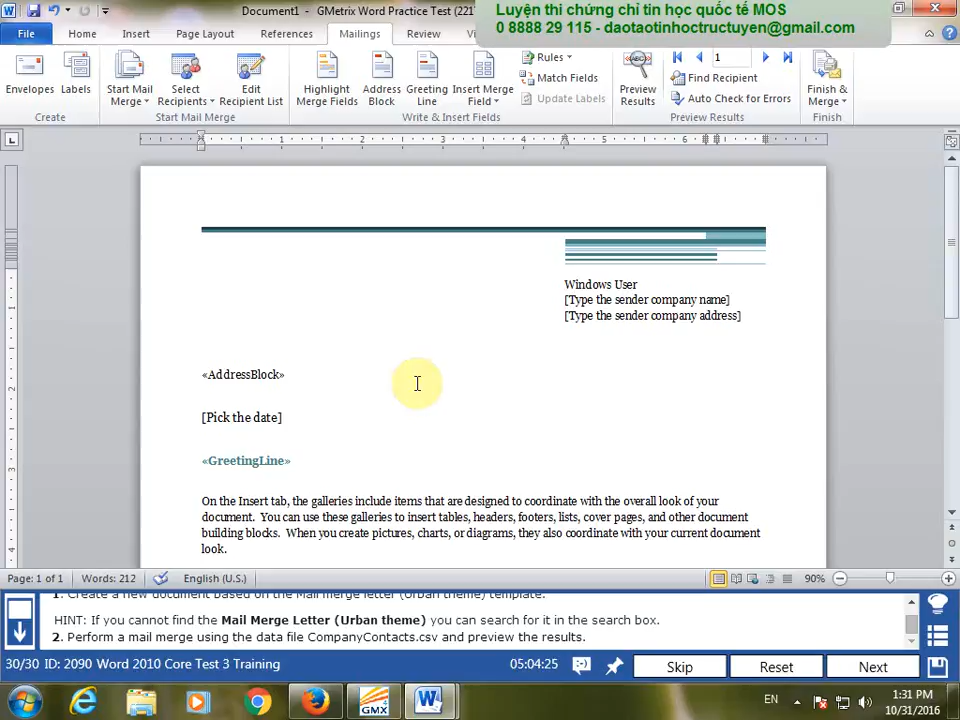 Document1 - GMetrix Word Practice Test (221
Luyện thi chứng chỉ tin học quốc tế MOS
0 8888 29 115 - daotaotinhoctructuyen@gmail.com
File Home Insert Page Layout References Mailings Review
Envelopes Labels Start Mail Merge Select Recipients Edit Recipient List Highlight Merge Fields Address Block Greeting Line Insert Merge Field Rules Match Fields Update Labels Preview Results 1 Find Recipient Auto Check for Errors Finish & Merge
Create Start Mail Merge Write & Insert Fields Preview Results Finish
1 2 3 4 5 6
Windows User
[Type the sender company name]
[Type the sender company address]
«AddressBlock»
[Pick the date]
«GreetingLine»
On the Insert tab, the galleries include items that are designed to coordinate with the overall look of your
document. You can use these galleries to insert tables, headers, footers, lists, cover pages, and other document
building blocks. When you create pictures, charts, or diagrams, they also coordinate with your current document
look.
Page: 1 of 1 Words: 212 English (U.S.) 90%
1. Create a new document based on the Mail merge letter (Urban theme) template.
HINT: If you cannot find the Mail Merge Letter (Urban theme) you can search for it in the search box.
2. Perform a mail merge using the data file CompanyContacts.csv and preview the results.
30/30 ID: 2090 Word 2010 Core Test 3 Training 05:04:25 Skip Reset Next
GMX EN 1:31 PM
10/31/2016